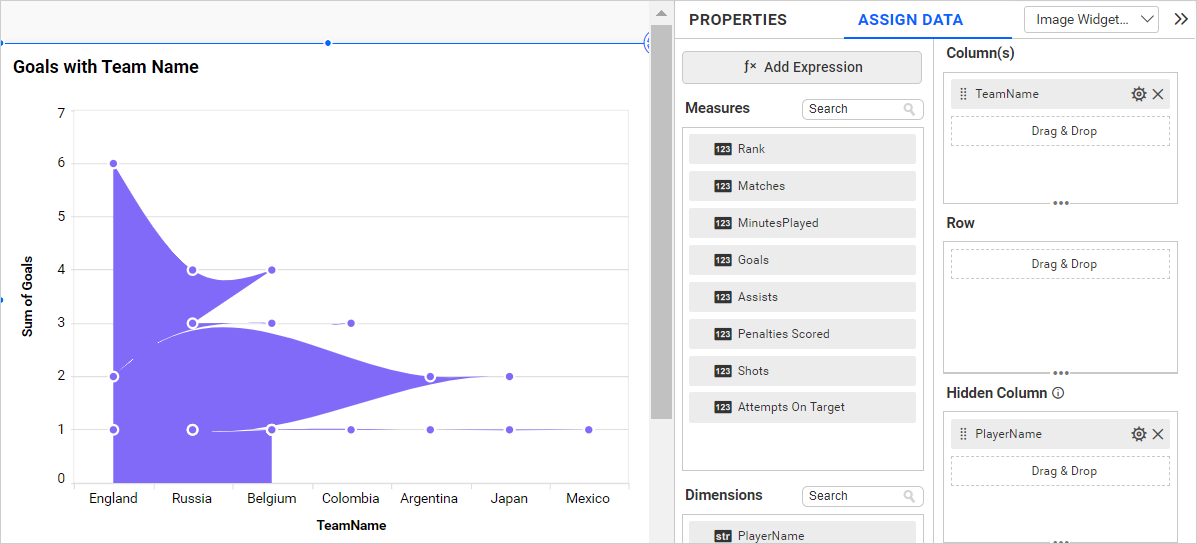 Goals with Team Name
7
6
5
4
3
2
1
0
Sum of Goals
England Russia Belgium Colombia Argentina Japan Mexico
TeamName
PROPERTIES
ASSIGN DATA
Image Widget...
ƒx Add Expression
Measures
Search
123 Rank
123 Matches
123 MinutesPlayed
123 Goals
123 Assists
123 Penalties Scored
123 Shots
123 Attempts On Target
Dimensions
Search
str PlayerName
Column(s)
TeamName
Drag & Drop
Row
Drag & Drop
Hidden Column
PlayerName
Drag & Drop